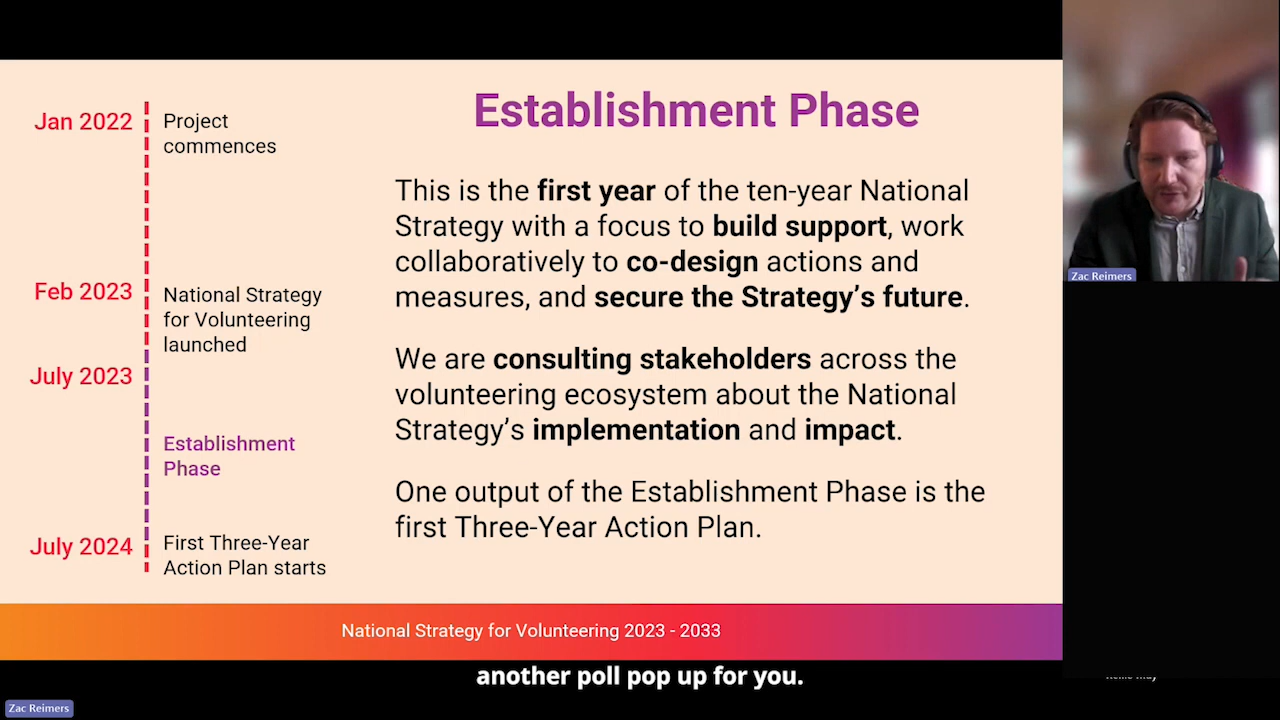 Establishment Phase
Jan 2022
Project
commences
Feb 2023
National Strategy
for Volunteering
launched
July 2023
Establishment
Phase
July 2024
First Three-Year
Action Plan starts
This is the first year of the ten-year National
Strategy with a focus to build support, work
collaboratively to co-design actions and
measures, and secure the Strategy's future.
We are consulting stakeholders across the
volunteering ecosystem about the National
Strategy's implementation and impact.
One output of the Establishment Phase is the
first Three-Year Action Plan.
National Strategy for Volunteering 2023 - 2033
Zac Reimers
another poll pop up for you.
Zac Reimers